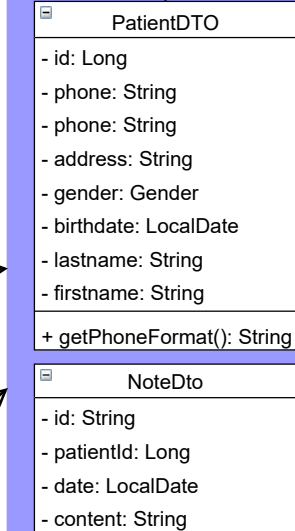 PatientDTO
- id: Long
- phone: String
- phone: String
- address: String
- gender: Gender
- birthdate: LocalDate
- lastname: String
- firstname: String
+ getPhoneFormat(): String
NoteDto
- id: String
- patientId: Long
- date: LocalDate
- content: String